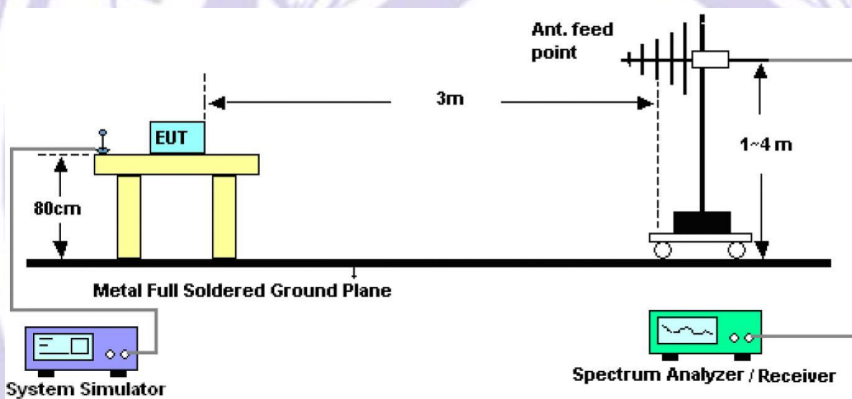 Ant. feed
point
3m
EUT
1~4 m
80cm
Metal Full Soldered Ground Plane
System Simulator
Spectrum Analyzer / Receiver